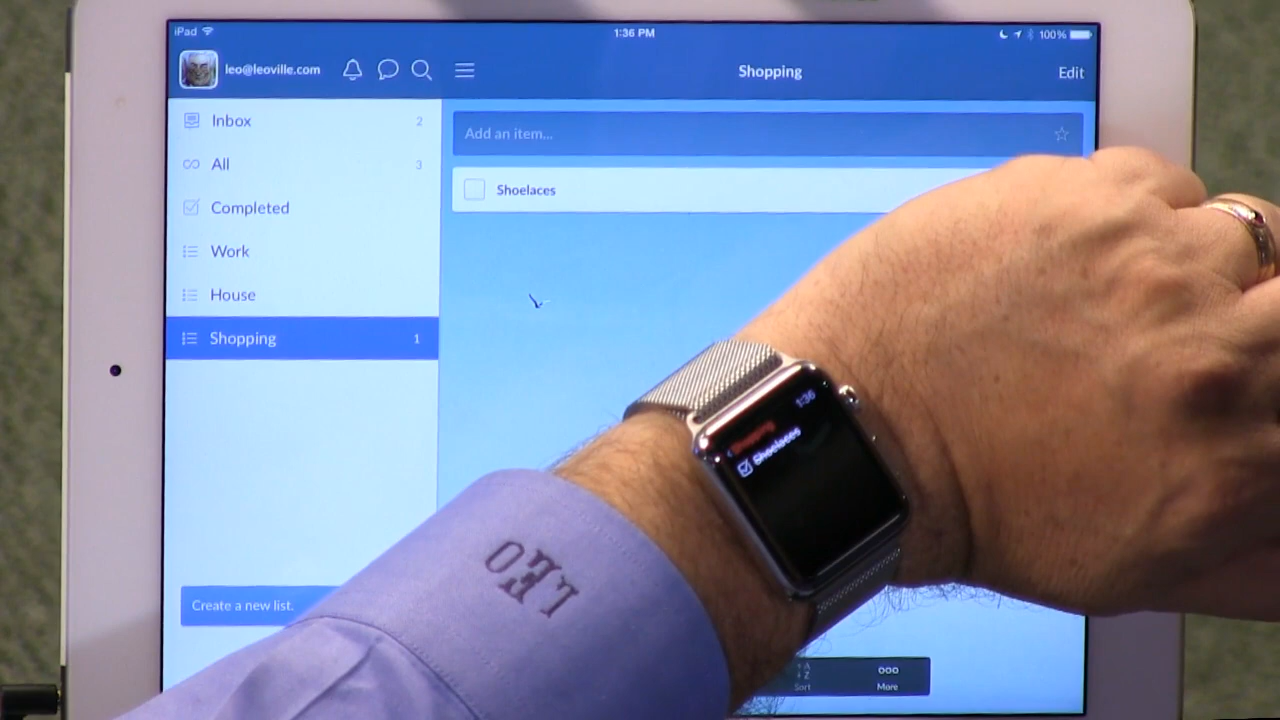 iPad 1:36 PM 100%
leo@leoville.com Shopping Edit
Inbox 2
All 3
Completed
Work
House
Shopping 1
Create a new list.
Add an item...
Shoelaces
1:36
Shopping
Shoelaces
LEO
A
Z
Sort
More